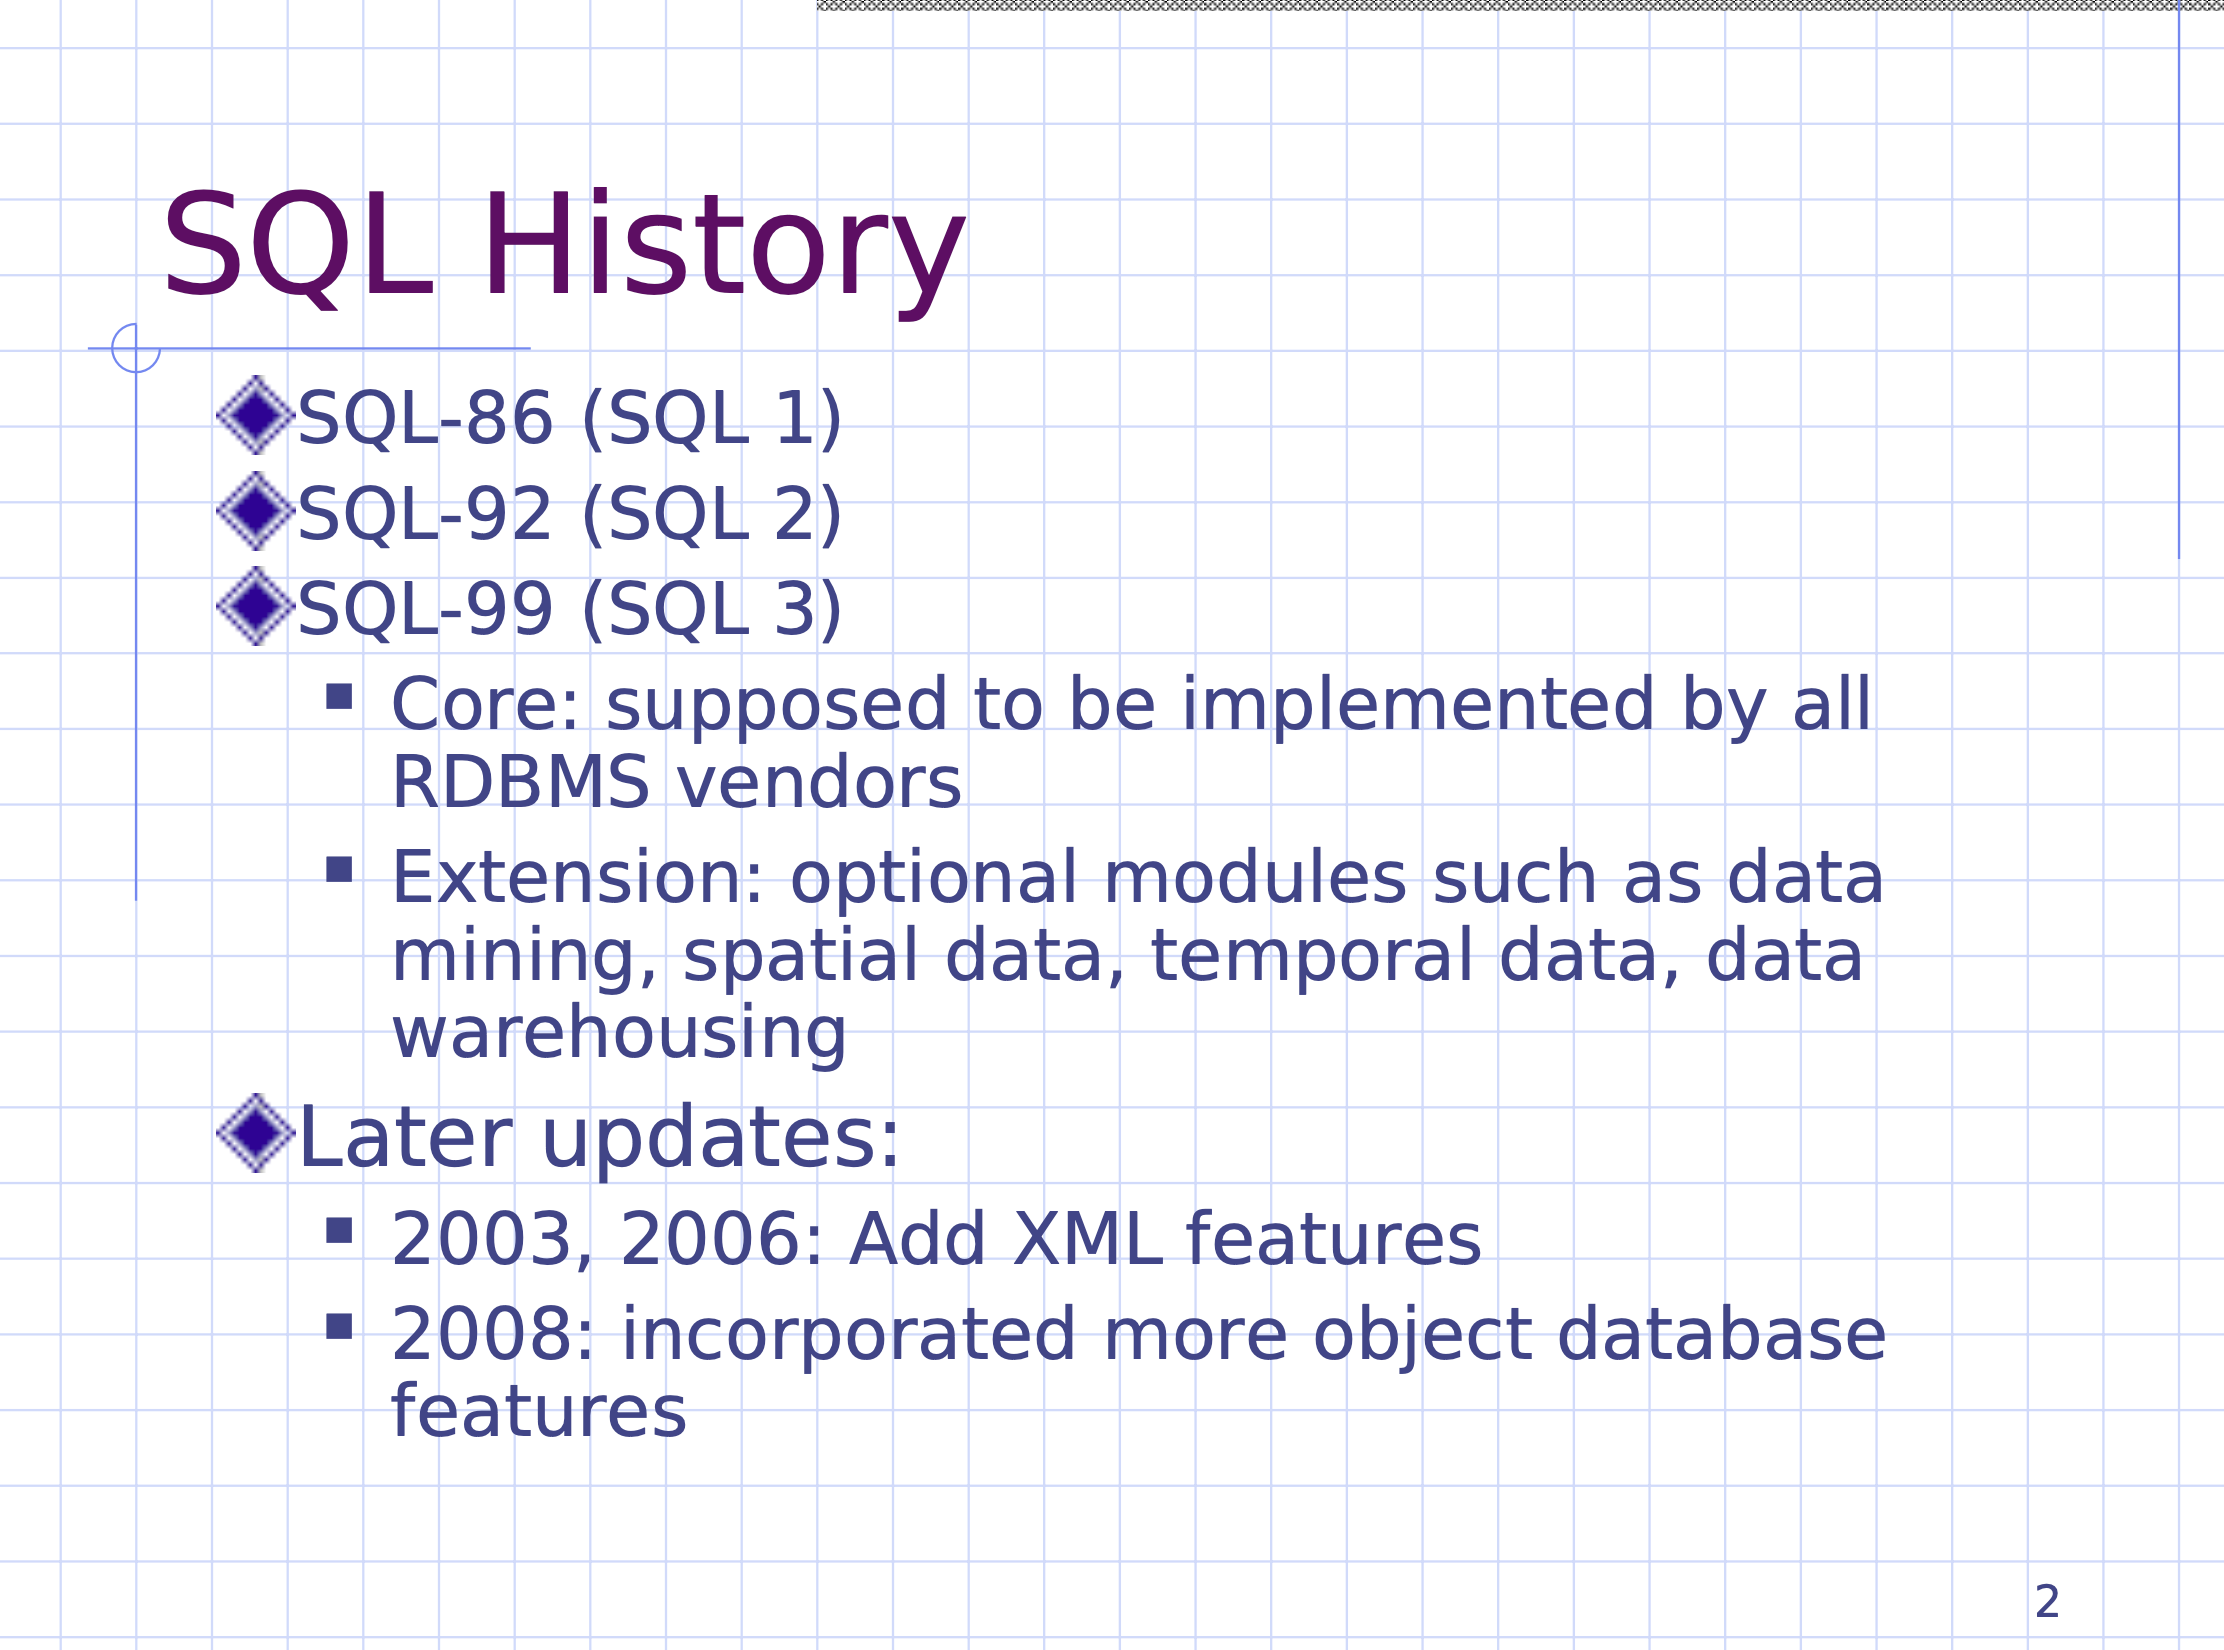 SQL History
SQL-86 (SQL 1)
SQL-92 (SQL 2)
SQL-99 (SQL 3)
Core: supposed to be implemented by all
RDBMS vendors
Extension: optional modules such as data
mining, spatial data, temporal data, data
warehousing
Later updates:
2003, 2006: Add XML features
2008: incorporated more object database
features
2